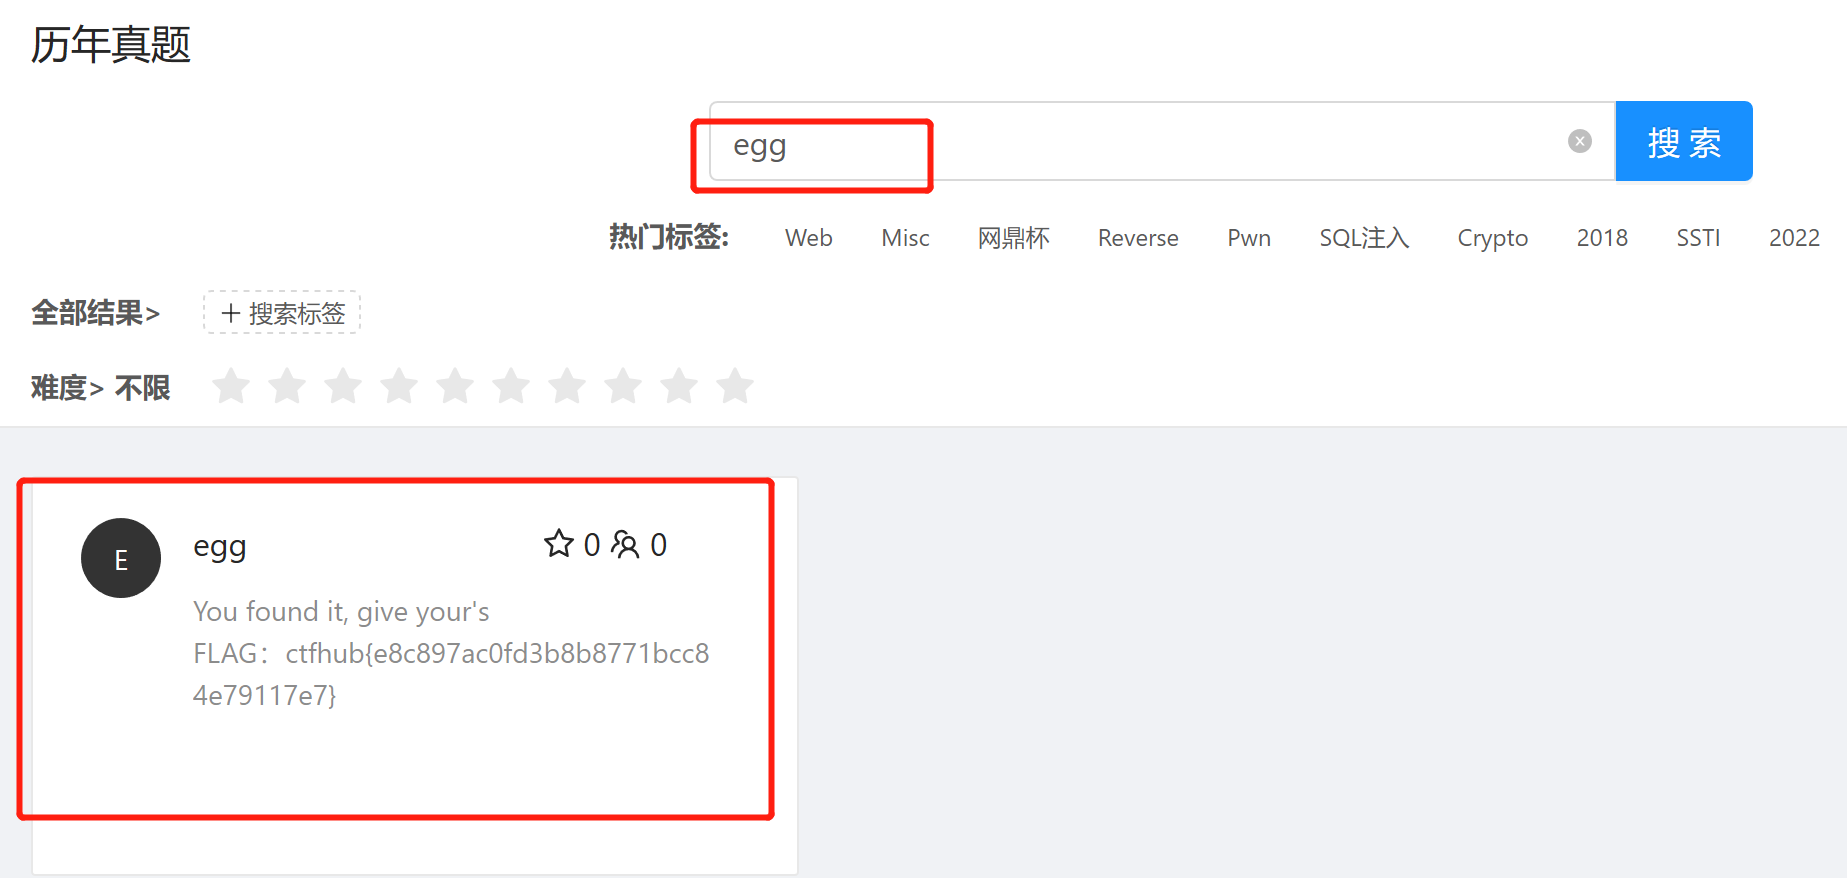 历年真题
egg
搜 索
热门标签: Web Misc 网鼎杯 Reverse Pwn SQL注入 Crypto 2018 SSTI 2022
全部结果> + 搜索标签
难度> 不限
E
egg 0 0
You found it, give your's
FLAG：ctfhub{e8c897ac0fd3b8b8771bcc8
4e79117e7}